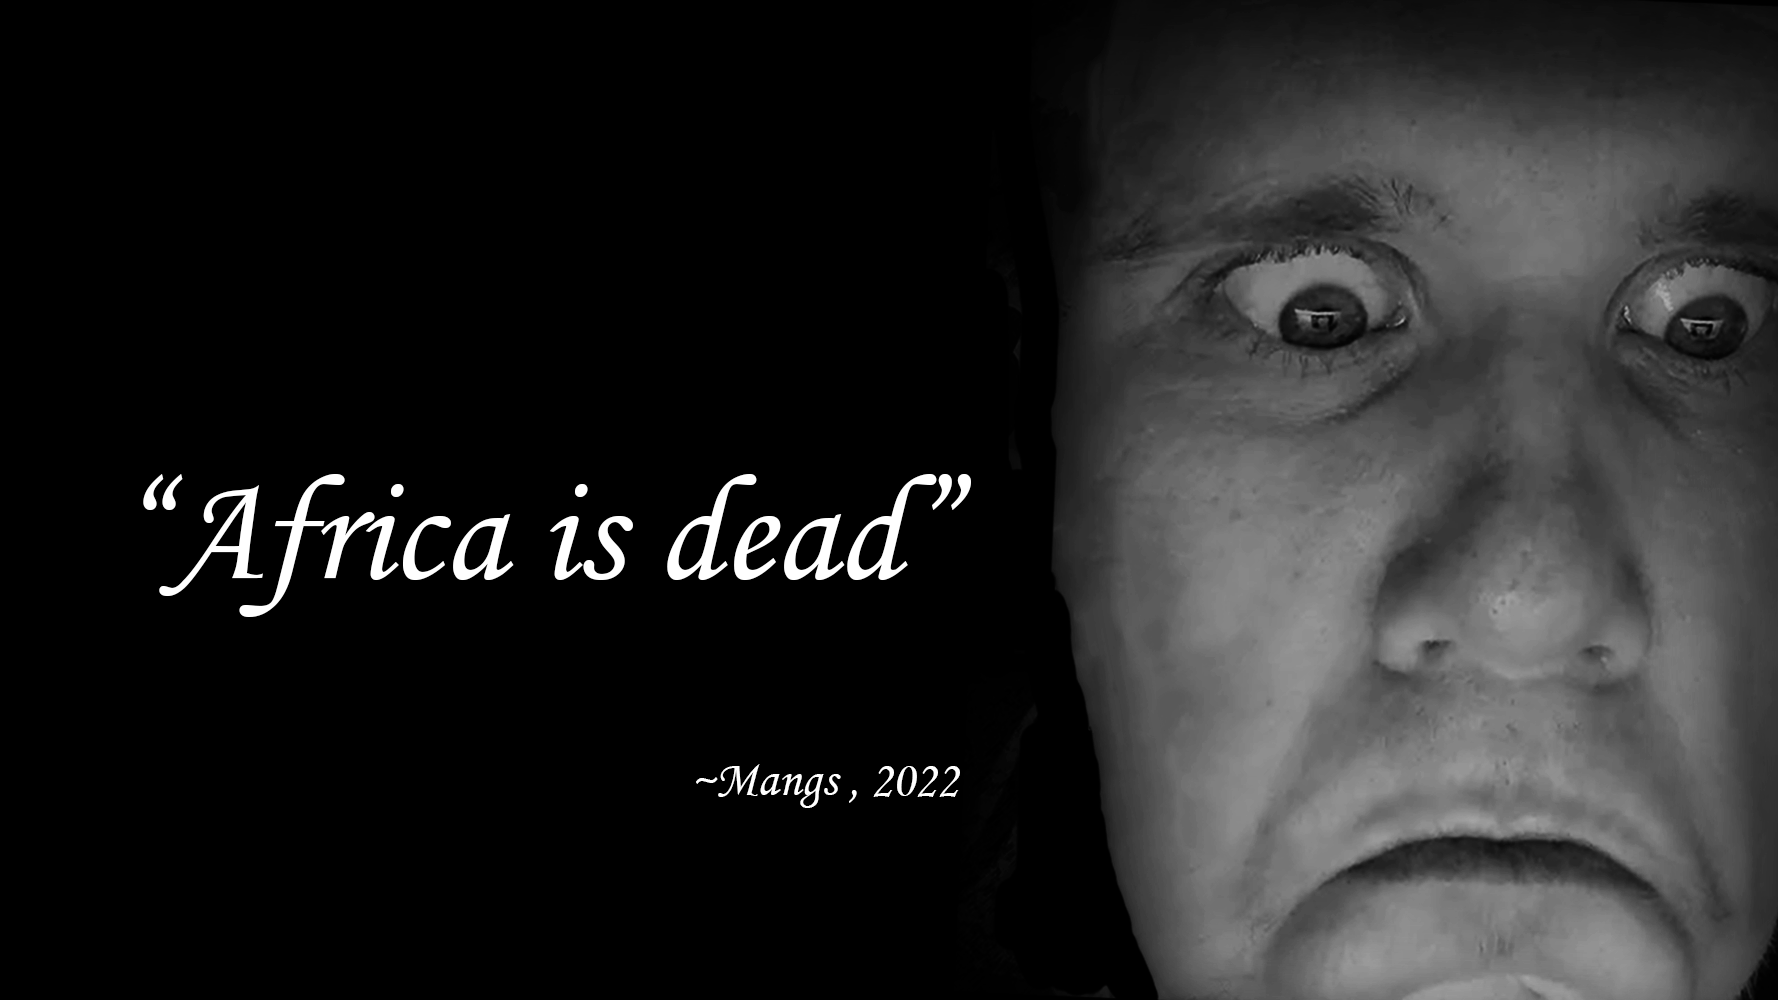 “Africa is dead”
~Mangs , 2022